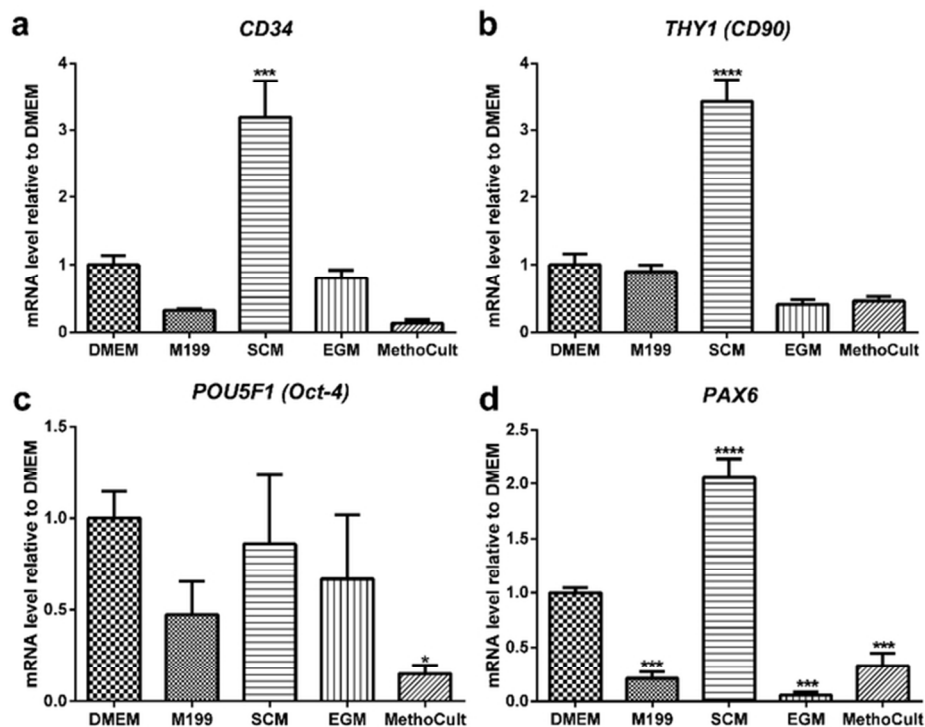 a
CD34
mRNA level relative to DMEM
4
3
2
1
0
***
DMEM M199 SCM EGM MethoCult
b
THY1 (CD90)
mRNA level relative to DMEM
4
3
2
1
0
****
DMEM M199 SCM EGM MethoCult
c
POU5F1 (Oct-4)
mRNA level relative to DMEM
1.5
1.0
0.5
0.0
*
DMEM M199 SCM EGM MethoCult
d
PAX6
mRNA level relative to DMEM
2.5
2.0
1.5
1.0
0.5
0.0
*** **** *** ***
DMEM M199 SCM EGM MethoCult